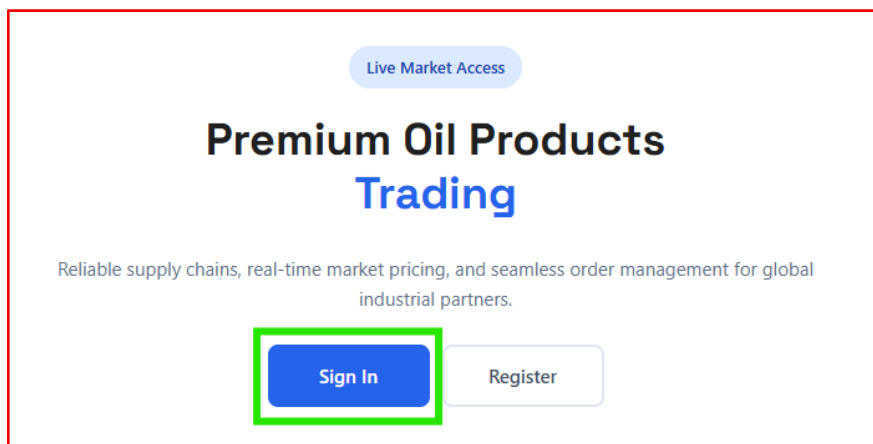 Live Market Access
Premium Oil Products
Trading
Reliable supply chains, real-time market pricing, and seamless order management for global
industrial partners.
Sign In
Register